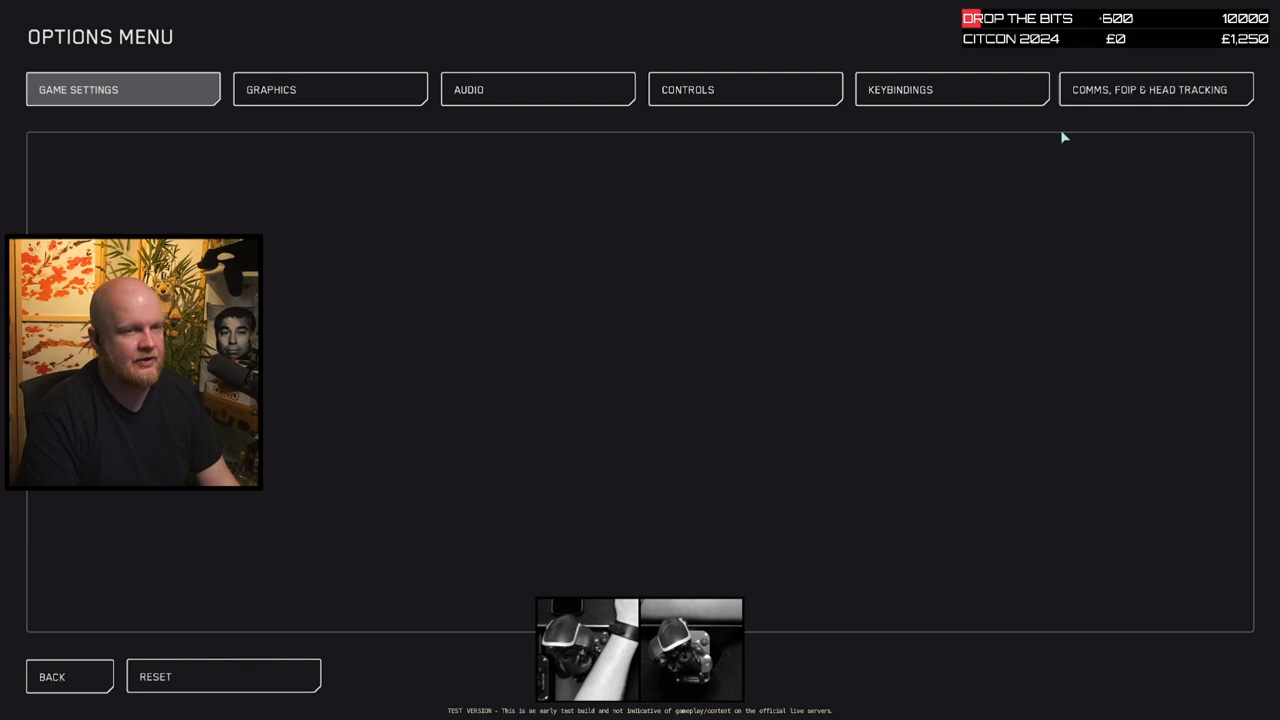 OPTIONS MENU
DROP THE BITS 600 10000
CITCON 2024 £0 £1,250
GAME SETTINGS
GRAPHICS
AUDIO
CONTROLS
KEYBINDINGS
COMMS, FOIP & HEAD TRACKING
BACK
RESET
TEST VERSION - This is an early test build and not indicative of gameplay/content on the official live servers.